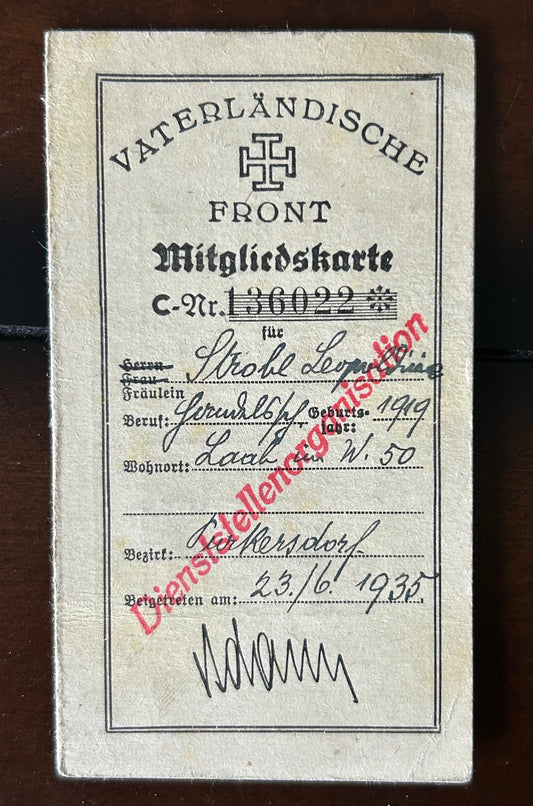 VATERLÄNDISCHE
FRONT
Mitgliedskarte
C-Nr. 136022
für
Herrn
Frau
Fräulein
Strobl Leopoldine
Beruf: Geburts-
jahr: 1919
Wohnort: Laab im W. 50
Bezirk: Purkersdorf
Beigetreten am: 23./6. 1935
Dienststellenorganisation